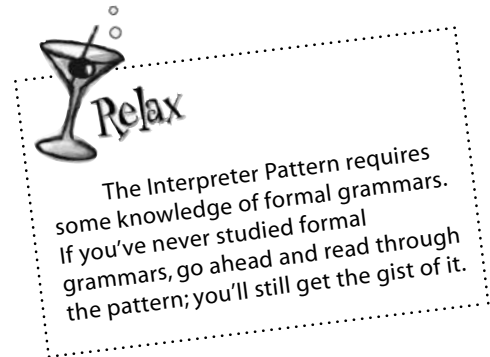 Relax
The Interpreter Pattern requires
some knowledge of formal grammars.
If you’ve never studied formal
grammars, go ahead and read through
the pattern; you’ll still get the gist of it.